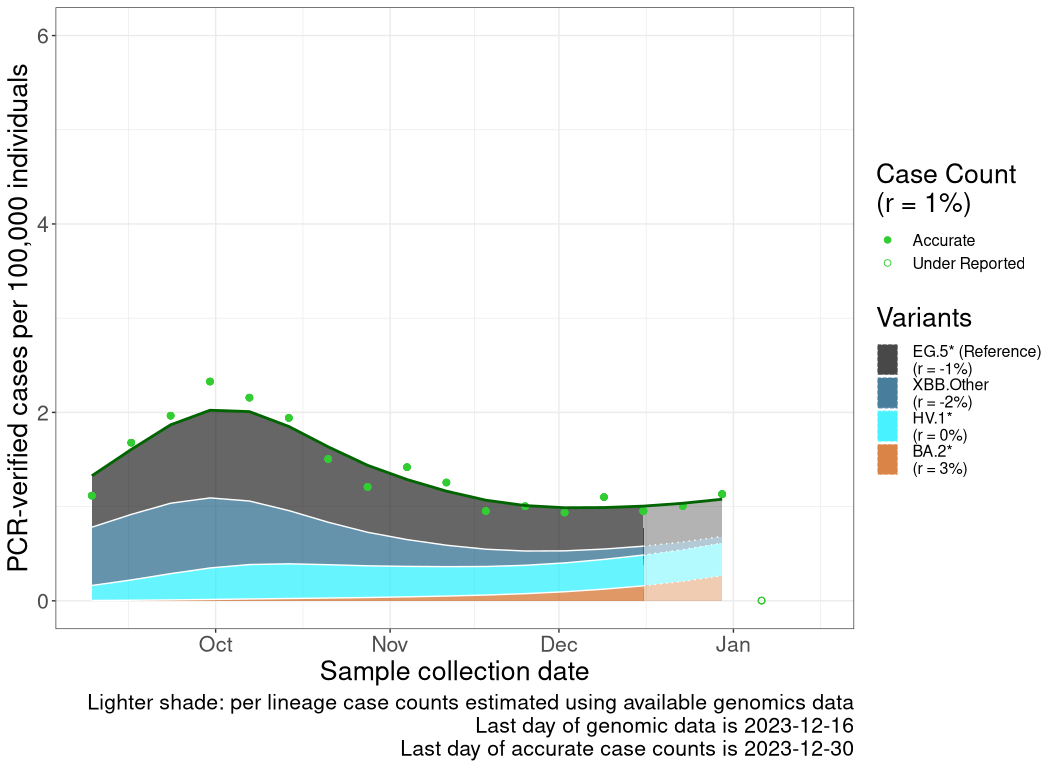 PCR-verified cases per 100,000 individuals
6
4
2
0
Oct
Nov
Dec
Jan
Sample collection date
Lighter shade: per lineage case counts estimated using available genomics data
Last day of genomic data is 2023-12-16
Last day of accurate case counts is 2023-12-30
Case Count
(r = 1%)
Accurate
Under Reported
Variants
EG.5* (Reference)
(r = -1%)
XBB.Other
(r = -2%)
HV.1*
(r = 0%)
BA.2*
(r = 3%)